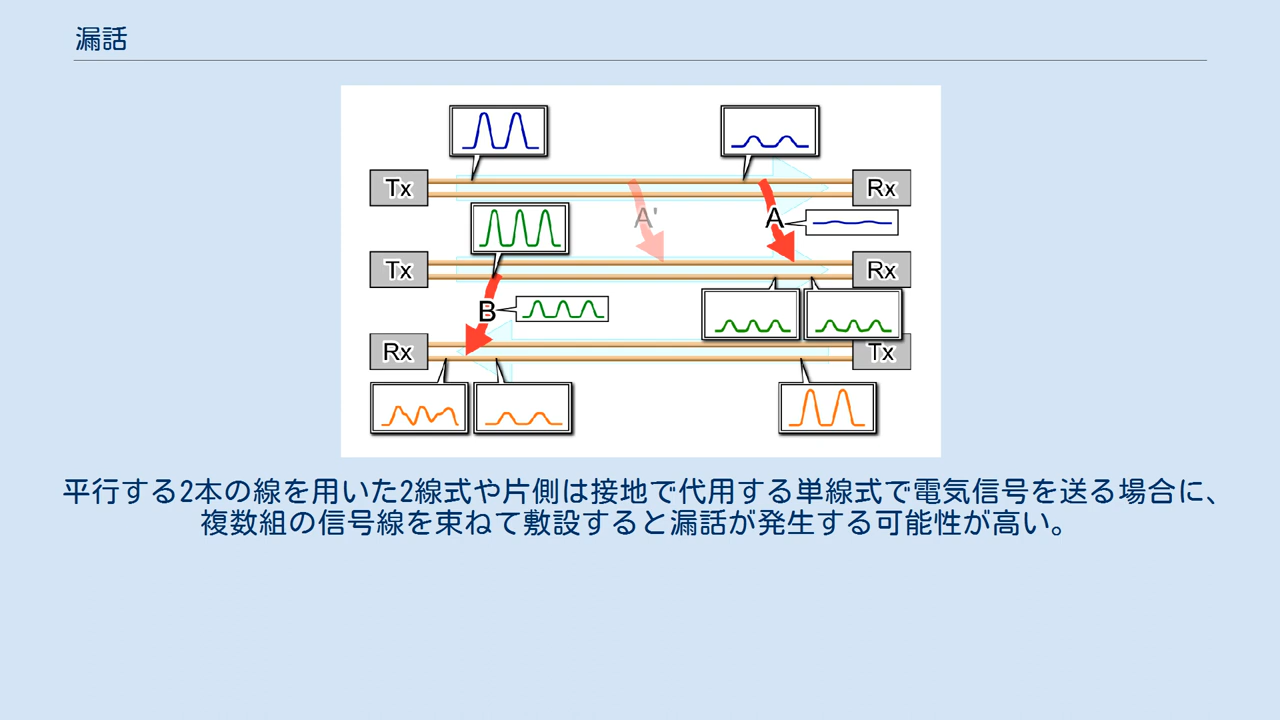 漏話
Tx
Rx
A'
A
Tx
Rx
B
Rx
Tx
平行する2本の線を用いた2線式や片側は接地で代用する単線式で電気信号を送る場合に、
複数組の信号線を束ねて敷設すると漏話が発生する可能性が高い。